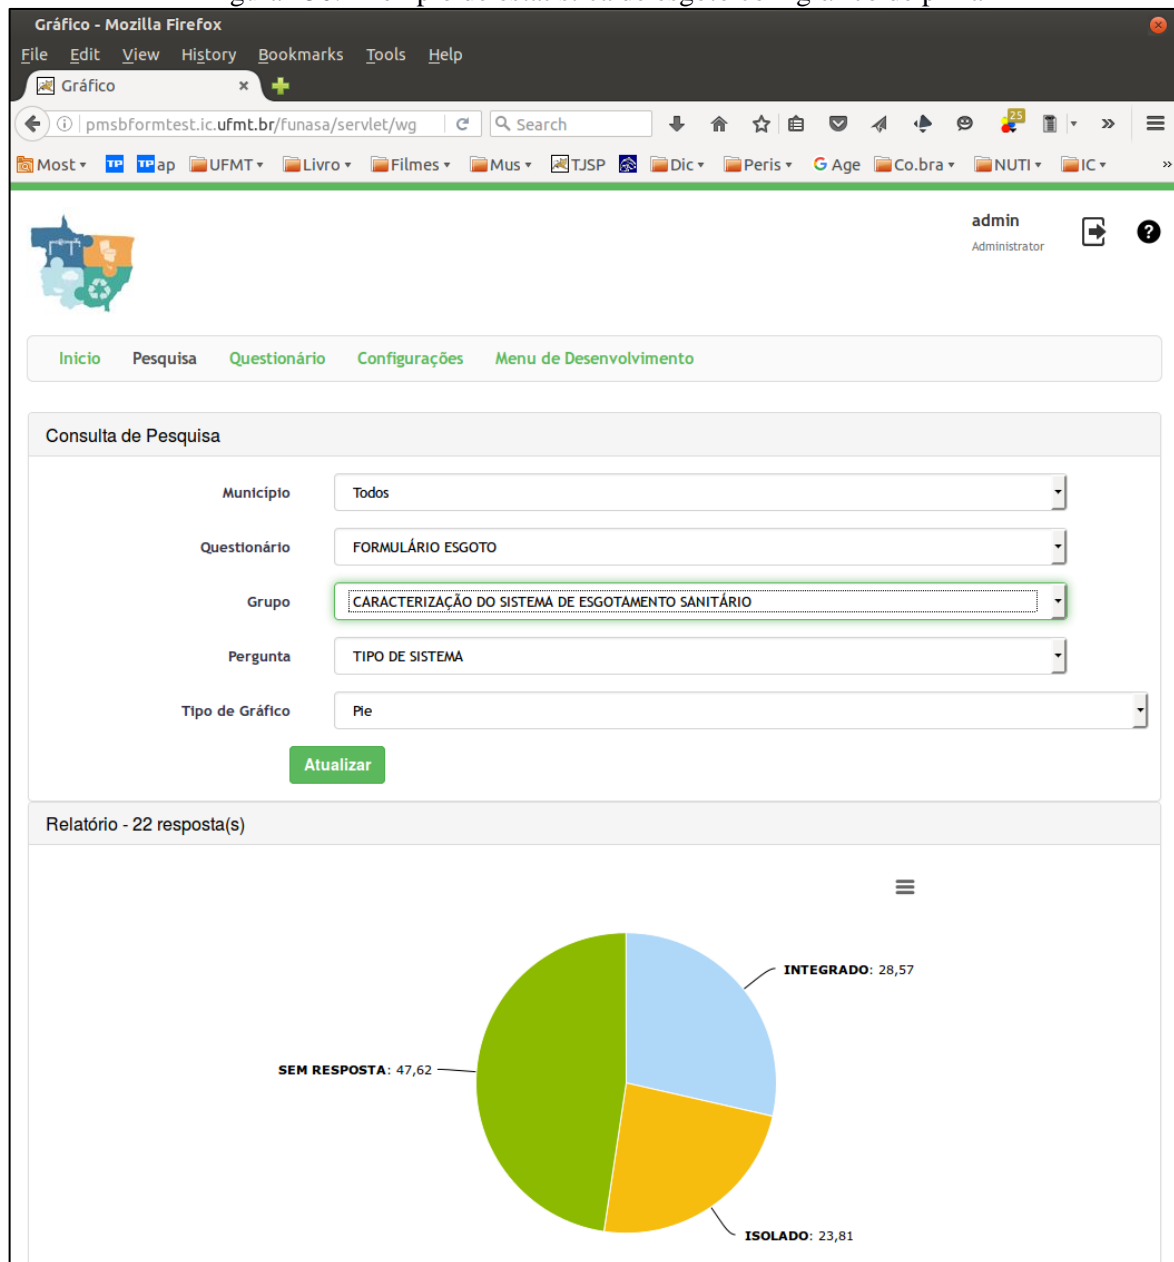 Gráfico - Mozilla Firefox
File Edit View History Bookmarks Tools Help
Gráfico
pmsbformtest.ic.ufmt.br/funasa/servlet/wg Search 25
Most TP TP ap UFMT Livro Filmes Mus TJSP Dic Peris G Age Co.bra NUTI IC »
admin
Administrator
Inicio Pesquisa Questionário Configurações Menu de Desenvolvimento
Consulta de Pesquisa
Município Todos
Questionário FORMULÁRIO ESGOTO
Grupo CARACTERIZAÇÃO DO SISTEMA DE ESGOTAMENTO SANITÁRIO
Pergunta TIPO DE SISTEMA
Tipo de Gráfico Pie
Atualizar
Relatório - 22 resposta(s)
INTEGRADO: 28,57
SEM RESPOSTA: 47,62
ISOLADO: 23,81